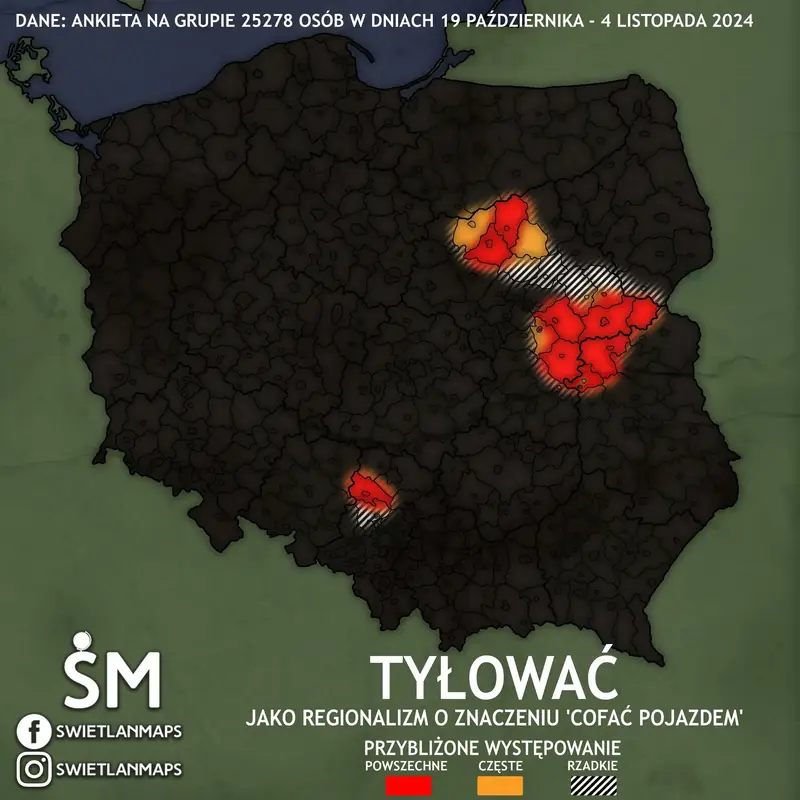 DANE: ANKIETA NA GRUPIE 25278 OSÓB W DNIACH 19 PAŹDZIERNIKA - 4 LISTOPADA 2024
ŚM
SWIETLANMAPS
SWIETLANMAPS
TYŁOWAĆ
JAKO REGIONALIZM O ZNACZENIU 'COFAĆ POJAZDEM'
PRZYBLIŻONE WYSTĘPOWANIE
POWSZECHNE CZĘSTE RZADKIE